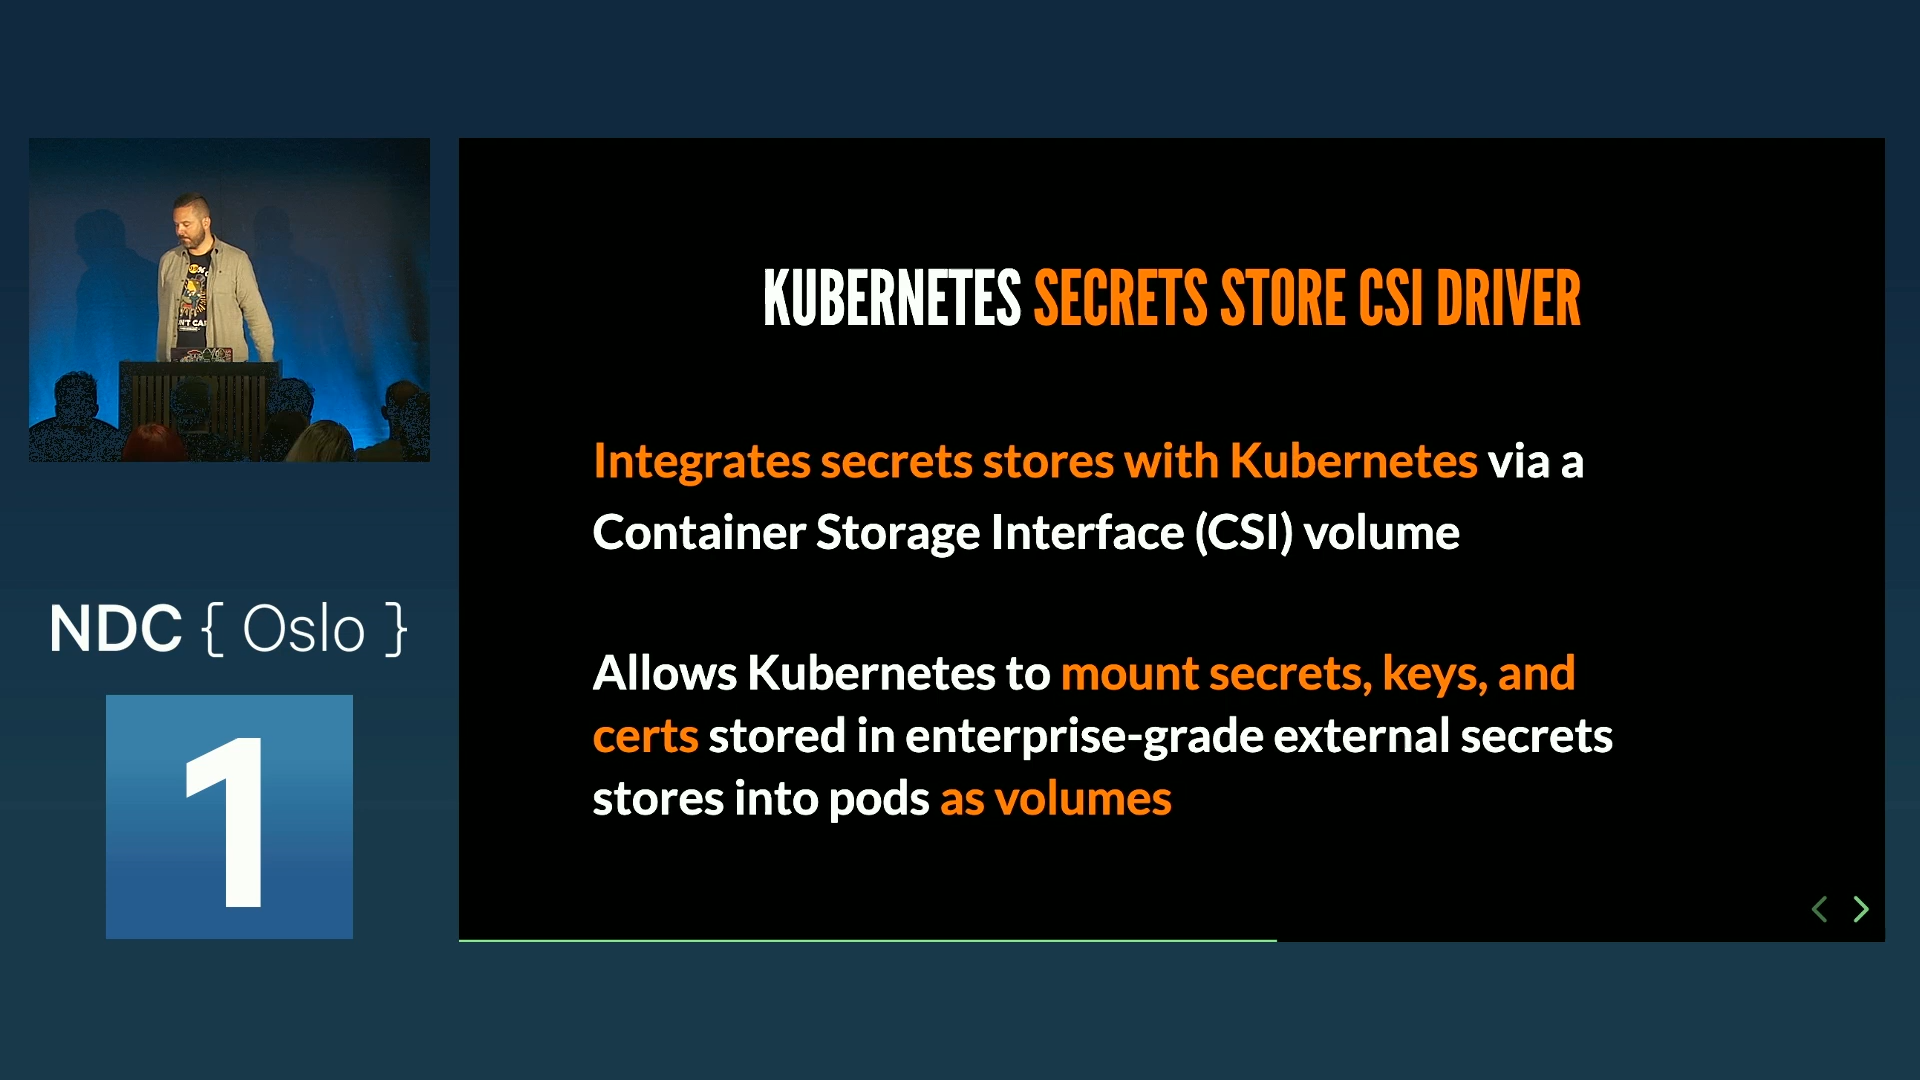 KUBERNETES SECRETS STORE CSI DRIVER
Integrates secrets stores with Kubernetes via a
Container Storage Interface (CSI) volume
Allows Kubernetes to mount secrets, keys, and
certs stored in enterprise-grade external secrets
stores into pods as volumes
NDC { Oslo }
1